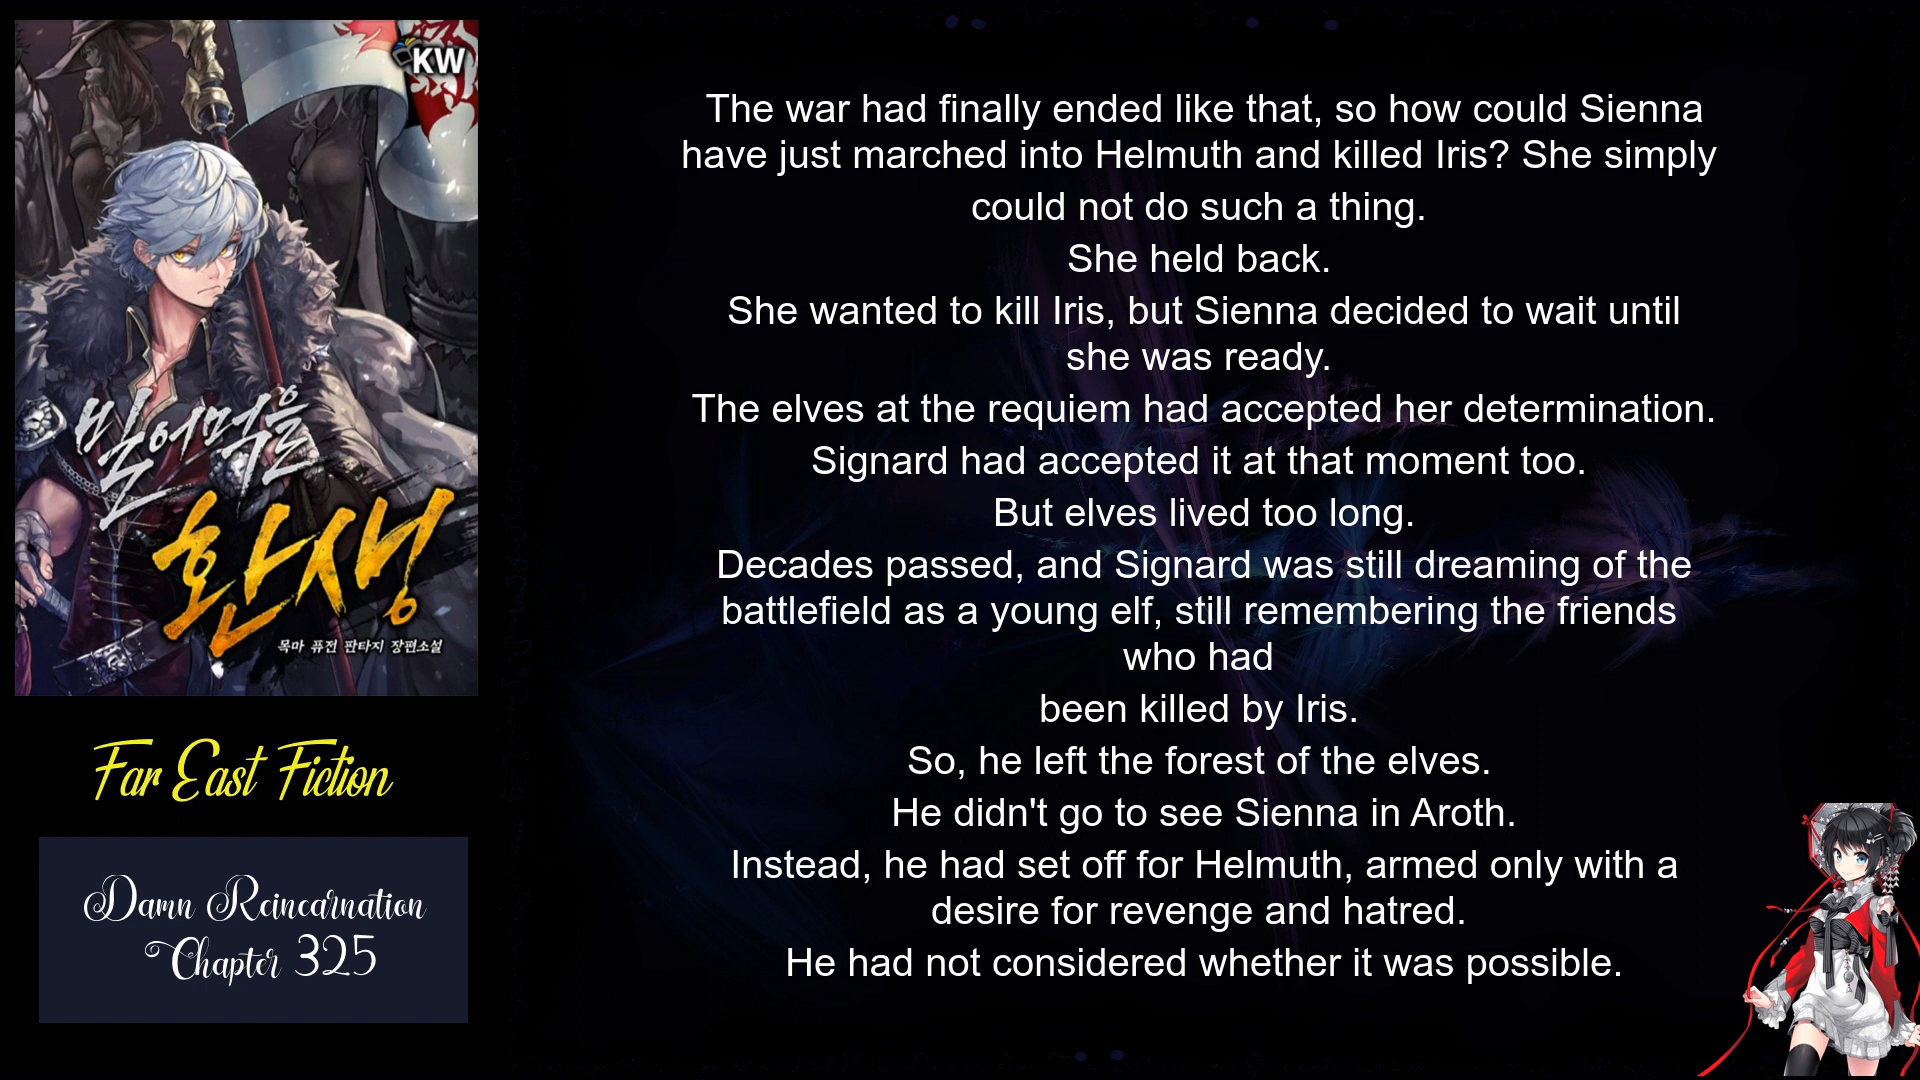 KW
빌어먹을
환생
목마 퓨전 판타지 장편소설
Far East Fiction
Damn Reincarnation
Chapter 325
The war had finally ended like that, so how could Sienna
have just marched into Helmuth and killed Iris? She simply
could not do such a thing.
She held back.
She wanted to kill Iris, but Sienna decided to wait until
she was ready.
The elves at the requiem had accepted her determination.
Signard had accepted it at that moment too.
But elves lived too long.
Decades passed, and Signard was still dreaming of the
battlefield as a young elf, still remembering the friends
who had
been killed by Iris.
So, he left the forest of the elves.
He didn't go to see Sienna in Aroth.
Instead, he had set off for Helmuth, armed only with a
desire for revenge and hatred.
He had not considered whether it was possible.